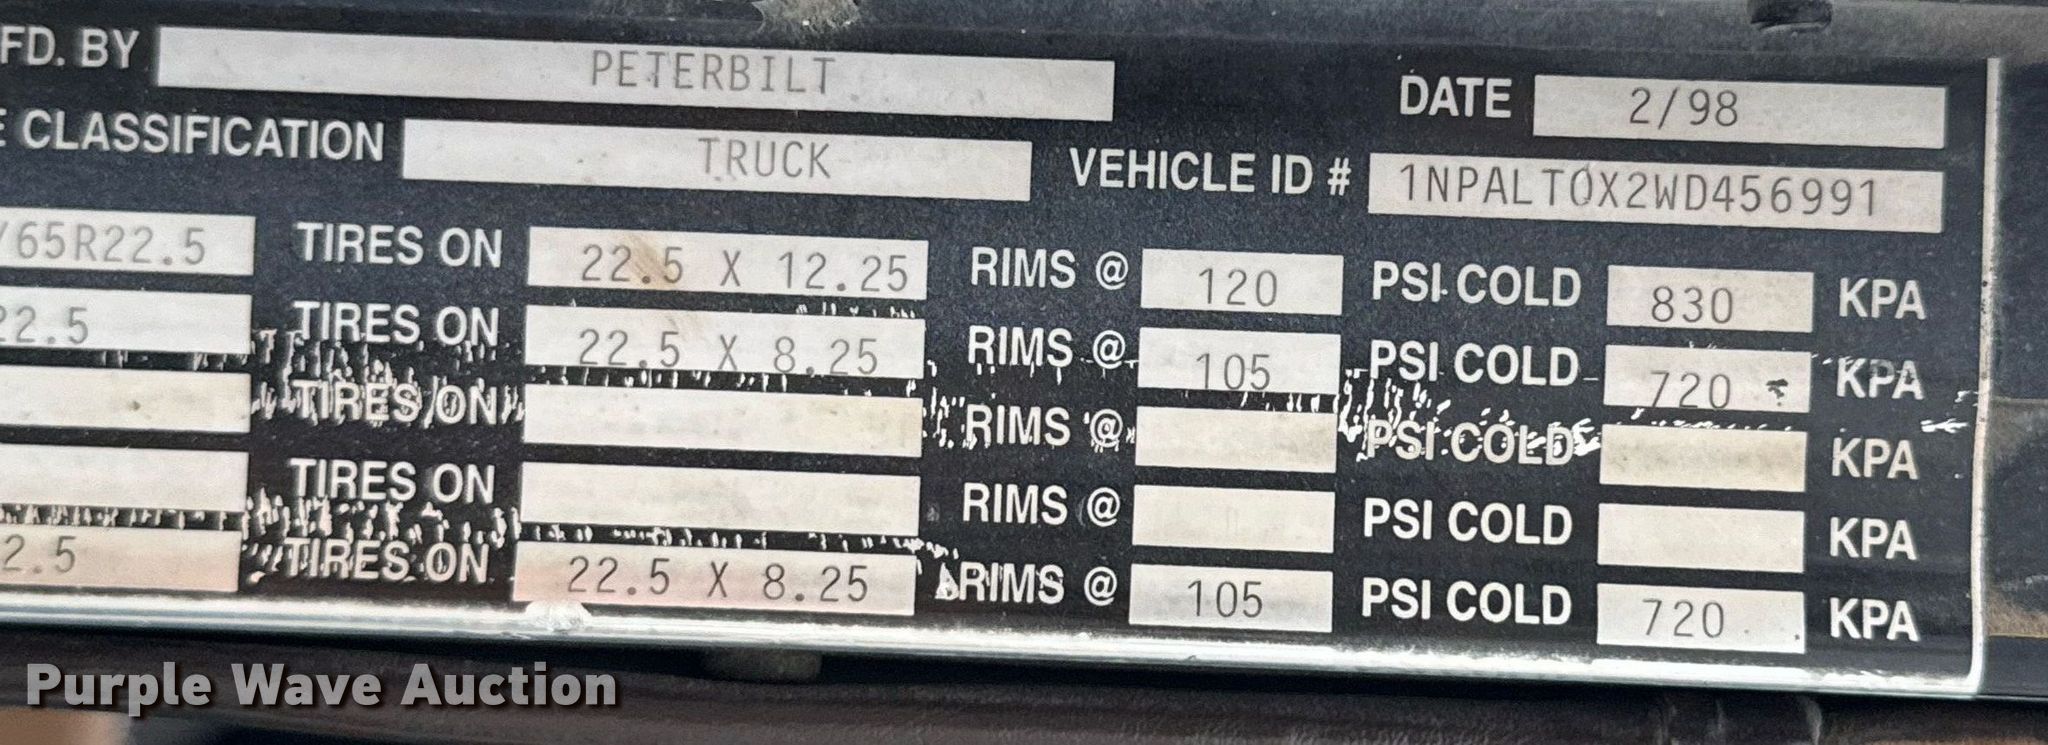 FD. BY PETERBILT DATE 2/98
E CLASSIFICATION TRUCK VEHICLE ID # 1NPALT0X2WD456991
/65R22.5 TIRES ON 22.5 X 12.25 RIMS @ 120 PSI COLD 830 KPA
22.5 TIRES ON 22.5 X 8.25 RIMS @ 105 PSI COLD 720 KPA
TIRES ON RIMS @ PSI COLD KPA
TIRES ON RIMS @ PSI COLD KPA
2.5 TIRES ON 22.5 X 8.25 RIMS @ 105 PSI COLD 720 KPA
Purple Wave Auction